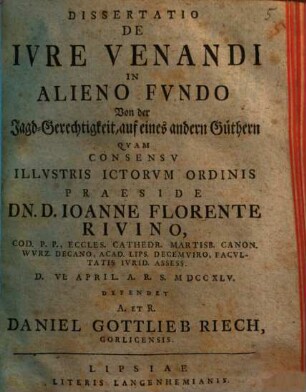 5
DISSERTATIO
DE
IVRE VENANDI
IN
ALIENO FVNDO
Von der
Jagd-Gerechtigkeit, auf eines andern Güthern
QVAM
CONSENSV
ILLVSTRIS ICTORVM ORDINIS
PRAESIDE
DN. D. IOANNE FLORENTE
RIVINO,
COD. P. P., ECCLES. CATHEDR. MARTISB. CANON.
WVRZ. DECANO, ACAD. LIPS. DECEMVIRO, FACVL-
TATIS IVRID. ASSESS.
D. VI. APRIL. A. R. S. MDCCXLV.
DEFENDET
A. ET R.
DANIEL GOTTLIEB RIECH,
GORLICENSIS.
LIPSIAE
LITERIS LANGENHEMIANIS.